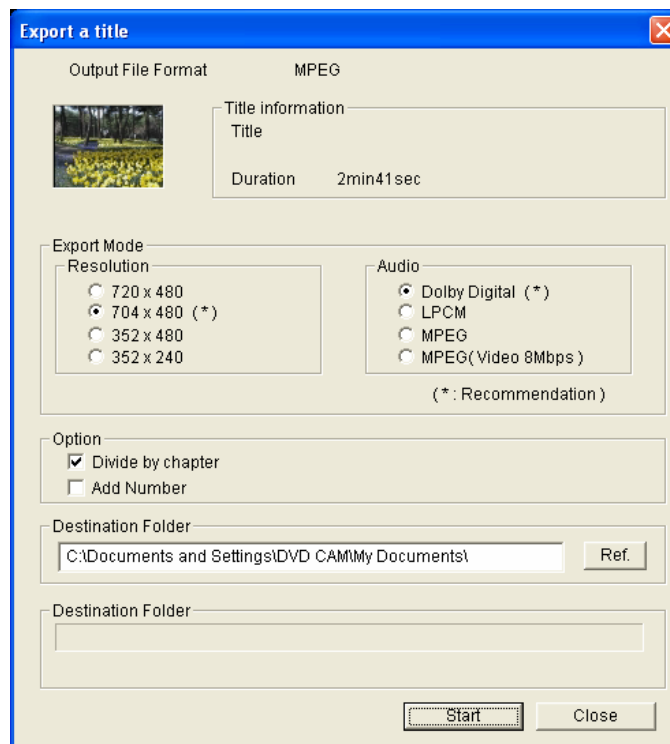 Export a title
Output File Format MPEG
Title information
Title
Duration 2min41sec
Export Mode
Resolution
720 x 480
704 x 480 (*)
352 x 480
352 x 240
Audio
Dolby Digital (*)
LPCM
MPEG
MPEG(Video 8Mbps)
(*: Recommendation)
Option
Divide by chapter
Add Number
Destination Folder
C:\Documents and Settings\DVD CAM\My Documents\
Ref.
Destination Folder
Start
Close